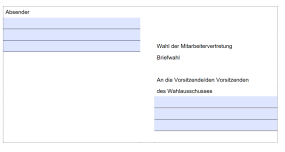 Absender
Wahl der Mitarbeitervertretung
Briefwahl
An die Vorsitzende/den Vorsitzenden
des Wahlausschusses